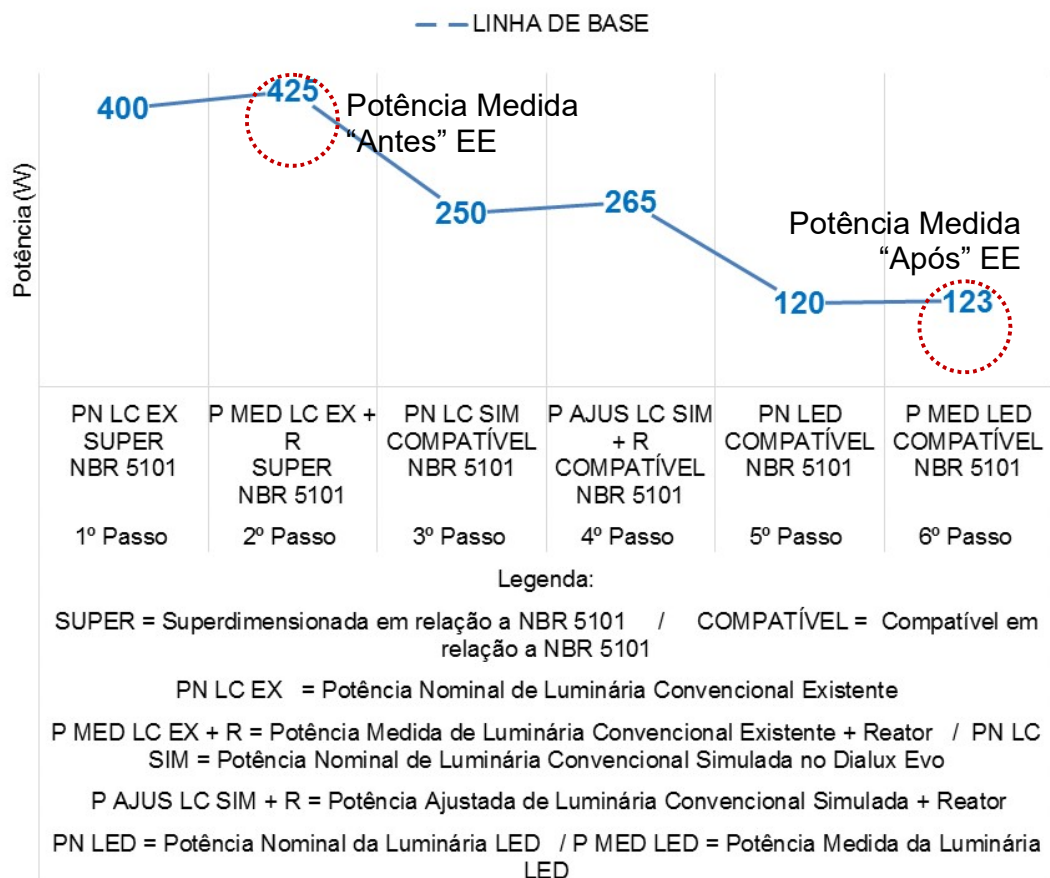 LINHA DE BASE
400
425
Potência Medida
“Antes” EE
250
265
Potência Medida
“Após” EE
120
123
Potência (W)
PN LC EX
SUPER
NBR 5101
P MED LC EX +
R
SUPER
NBR 5101
PN LC SIM
COMPATÍVEL
NBR 5101
P AJUS LC SIM
+ R
COMPATÍVEL
NBR 5101
PN LED
COMPATÍVEL
NBR 5101
P MED LED
COMPATÍVEL
NBR 5101
1º Passo
2º Passo
3º Passo
4º Passo
5º Passo
6º Passo
Legenda:
SUPER = Superdimensionada em relação a NBR 5101 / COMPATÍVEL = Compatível em
relação a NBR 5101
PN LC EX = Potência Nominal de Luminária Convencional Existente
P MED LC EX + R = Potência Medida de Luminária Convencional Existente + Reator / PN LC
SIM = Potência Nominal de Luminária Convencional Simulada no Dialux Evo
P AJUS LC SIM + R = Potência Ajustada de Luminária Convencional Simulada + Reator
PN LED = Potência Nominal da Luminária LED / P MED LED = Potência Medida da Luminária
LED